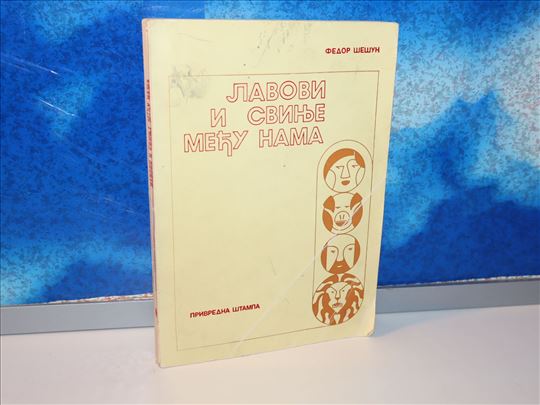 ФЕДОР ШЕШУН
ЛАВОВИ
И СВИЊЕ
МЕЂУ НАМА
ПРИВРЕДНА ШТАМПА